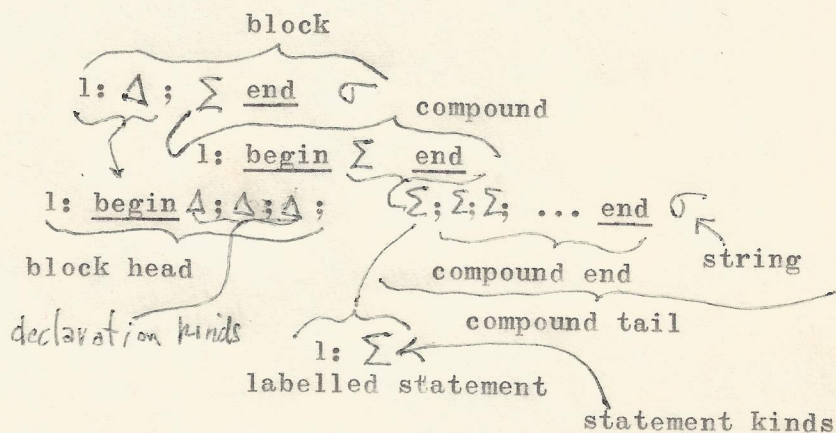 block
l: Δ ; Σ end σ
compound
l: begin Σ end
l: begin Δ; Δ; Δ ; Σ; Σ; Σ; ... end σ
block head
compound end
string
declaration kinds
compound tail
l: Σ
labelled statement
statement kinds